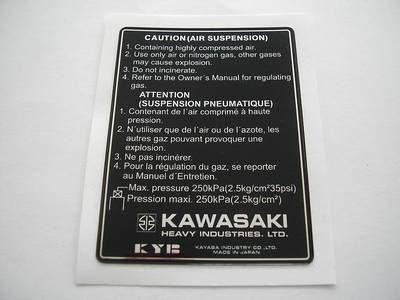 CAUTION(AIR SUSPENSION)
1. Containing highly compressed air.
2. Use only air or nitrogen gas, other gases
may cause explosion.
3. Do not incinerate.
4. Refer to the Owner´s Manual for regulating
gas.
ATTENTION
(SUSPENSION PNEUMATIQUE)
1. Contenant de l´air comprimé à haute
pression.
2. N´utiliser que de l´air ou de l´azote, les
autres gaz pouvant provoquer une
explosion.
3. Ne pas incinérer.
4. Pour la régulation du gaz, se reporter
au Manuel d´Entretien.
Max. pressure 250kPa(2.5kg/cm²35psi)
Pression maxi. 250kPa(2.5kg/cm²)
KAWASAKI
HEAVY INDUSTRIES, LTD.
KYB
KAYABA INDUSTRY CO.,LTD.
MADE IN JAPAN